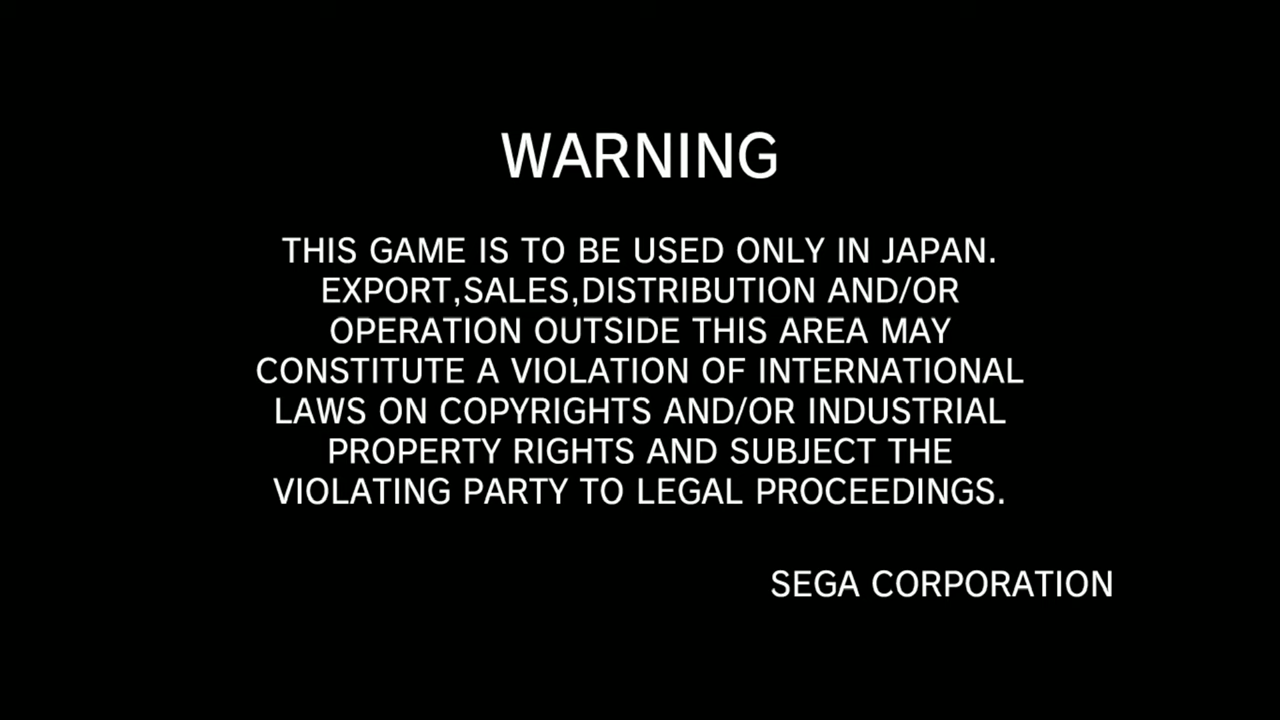 WARNING
THIS GAME IS TO BE USED ONLY IN JAPAN.
EXPORT,SALES,DISTRIBUTION AND/OR
OPERATION OUTSIDE THIS AREA MAY
CONSTITUTE A VIOLATION OF INTERNATIONAL
LAWS ON COPYRIGHTS AND/OR INDUSTRIAL
PROPERTY RIGHTS AND SUBJECT THE
VIOLATING PARTY TO LEGAL PROCEEDINGS.
SEGA CORPORATION